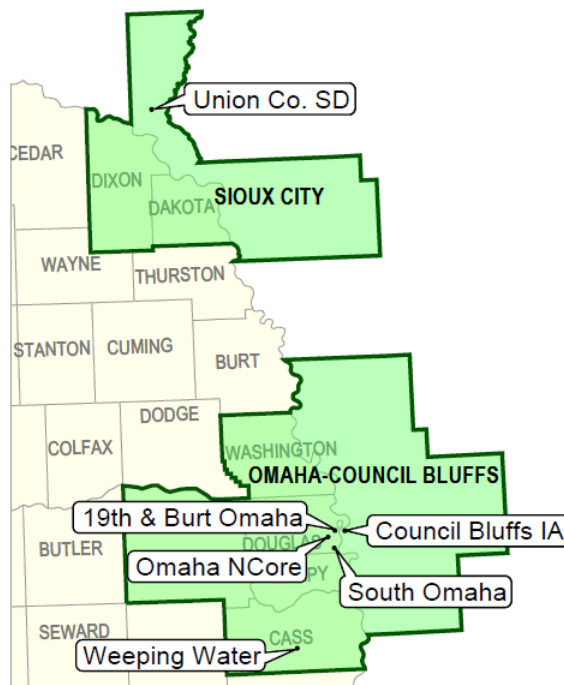 Union Co. SD
CEDAR
DIXON
DAKOTA
SIOUX CITY
WAYNE
THURSTON
STANTON
CUMING
BURT
DODGE
COLFAX
WASHINGTON
OMAHA-COUNCIL BLUFFS
19th & Burt Omaha
Council Bluffs IA
BUTLER
DOUGLAS
Omaha NCore
PY
South Omaha
SEWARD
CASS
Weeping Water